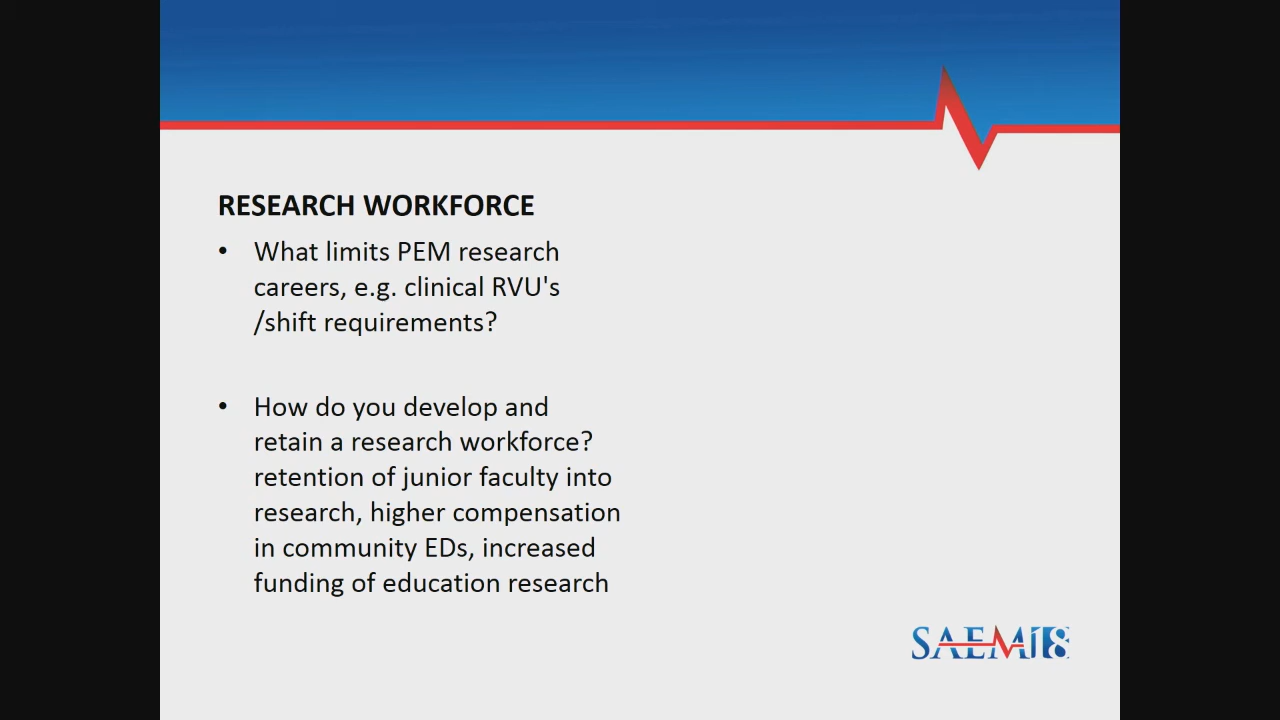 RESEARCH WORKFORCE
• What limits PEM research
careers, e.g. clinical RVU's
/shift requirements?
• How do you develop and
retain a research workforce?
retention of junior faculty into
research, higher compensation
in community EDs, increased
funding of education research
SAEM18